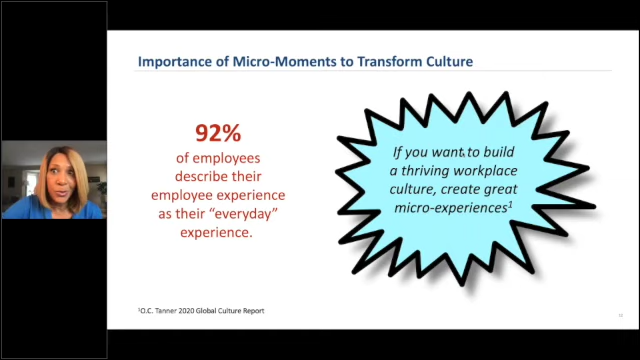 Importance of Micro-Moments to Transform Culture
92%
of employees
describe their
employee experience
as their “everyday”
experience.
If you want to build
a thriving workplace
culture, create great
micro-experiences¹
¹O.C. Tanner 2020 Global Culture Report